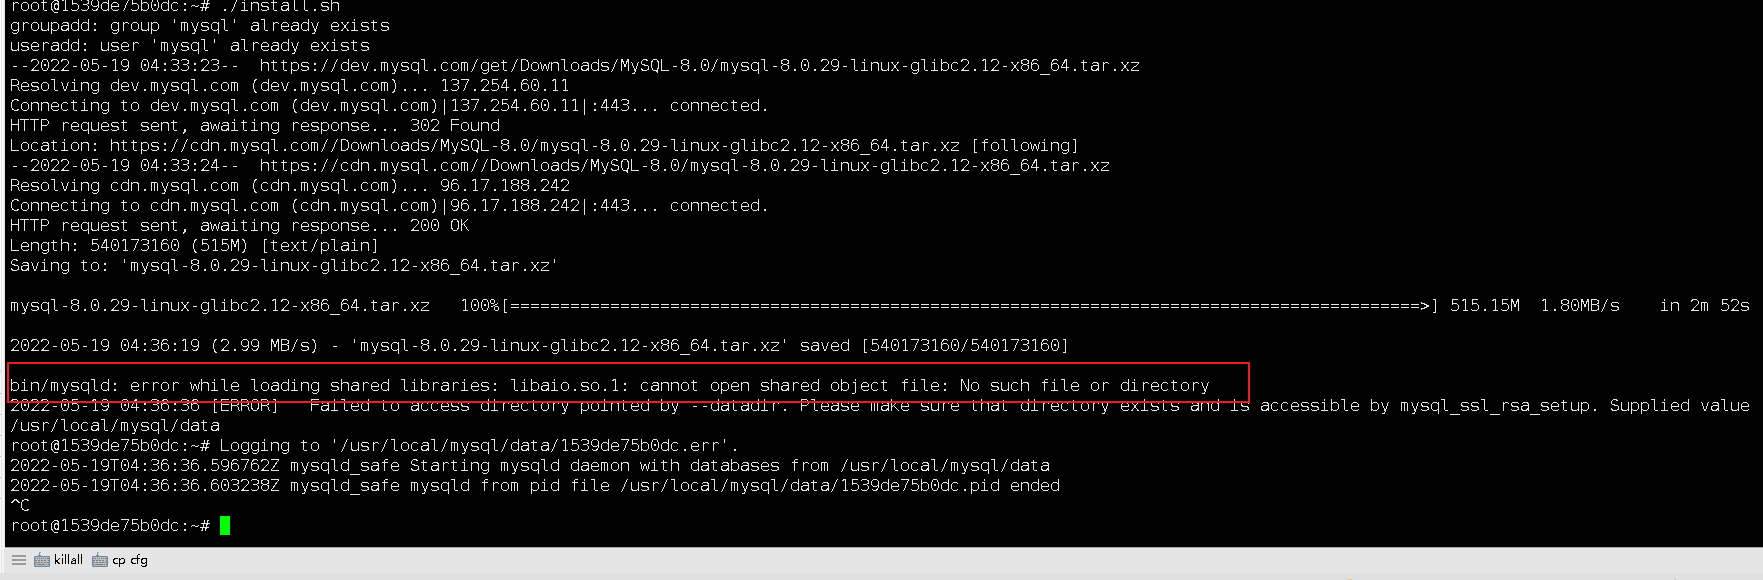 root@1539de75b0dc:~# ./install.sh
groupadd: group 'mysql' already exists
useradd: user 'mysql' already exists
--2022-05-19 04:33:23--  https://dev.mysql.com/get/Downloads/MySQL-8.0/mysql-8.0.29-linux-glibc2.12-x86_64.tar.xz
Resolving dev.mysql.com (dev.mysql.com)... 137.254.60.11
Connecting to dev.mysql.com (dev.mysql.com)|137.254.60.11|:443... connected.
HTTP request sent, awaiting response... 302 Found
Location: https://cdn.mysql.com//Downloads/MySQL-8.0/mysql-8.0.29-linux-glibc2.12-x86_64.tar.xz [following]
--2022-05-19 04:33:24--  https://cdn.mysql.com//Downloads/MySQL-8.0/mysql-8.0.29-linux-glibc2.12-x86_64.tar.xz
Resolving cdn.mysql.com (cdn.mysql.com)... 96.17.188.242
Connecting to cdn.mysql.com (cdn.mysql.com)|96.17.188.242|:443... connected.
HTTP request sent, awaiting response... 200 OK
Length: 540173160 (515M) [text/plain]
Saving to: 'mysql-8.0.29-linux-glibc2.12-x86_64.tar.xz'
mysql-8.0.29-linux-glibc2.12-x86_64.tar.xz   100%[===========================================================================================>] 515.15M  1.80MB/s    in 2m 52s
2022-05-19 04:36:19 (2.99 MB/s) - 'mysql-8.0.29-linux-glibc2.12-x86_64.tar.xz' saved [540173160/540173160]
bin/mysqld: error while loading shared libraries: libaio.so.1: cannot open shared object file: No such file or directory
2022-05-19 04:36:36 [ERROR]   Failed to access directory pointed by --datadir. Please make sure that directory exists and is accessible by mysql_ssl_rsa_setup. Supplied value
/usr/local/mysql/data
root@1539de75b0dc:~# Logging to '/usr/local/mysql/data/1539de75b0dc.err'.
2022-05-19T04:36:36.596762Z mysqld_safe Starting mysqld daemon with databases from /usr/local/mysql/data
2022-05-19T04:36:36.603238Z mysqld_safe mysqld from pid file /usr/local/mysql/data/1539de75b0dc.pid ended
^C
root@1539de75b0dc:~#
killall cp cfg